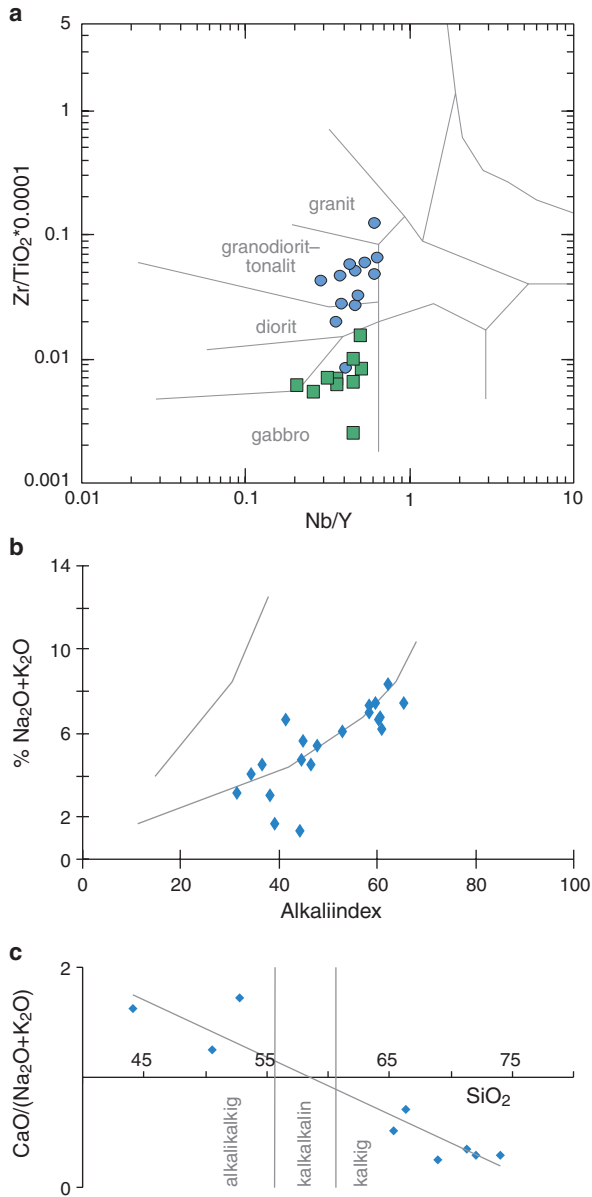 a
5
1
0.1
0.01
0.001
Zr/TiO2*0.0001
granit
granodiorit–
tonalit
diorit
gabbro
0.01
0.1
1
10
Nb/Y
b
14
10
6
2
0
% Na2O+K2O
0
20
40
60
80
100
Alkaliindex
c
2
0
CaO/(Na2O+K2O)
45
55
65
75
SiO2
alkalikalkig
kalkalkalin
kalkig